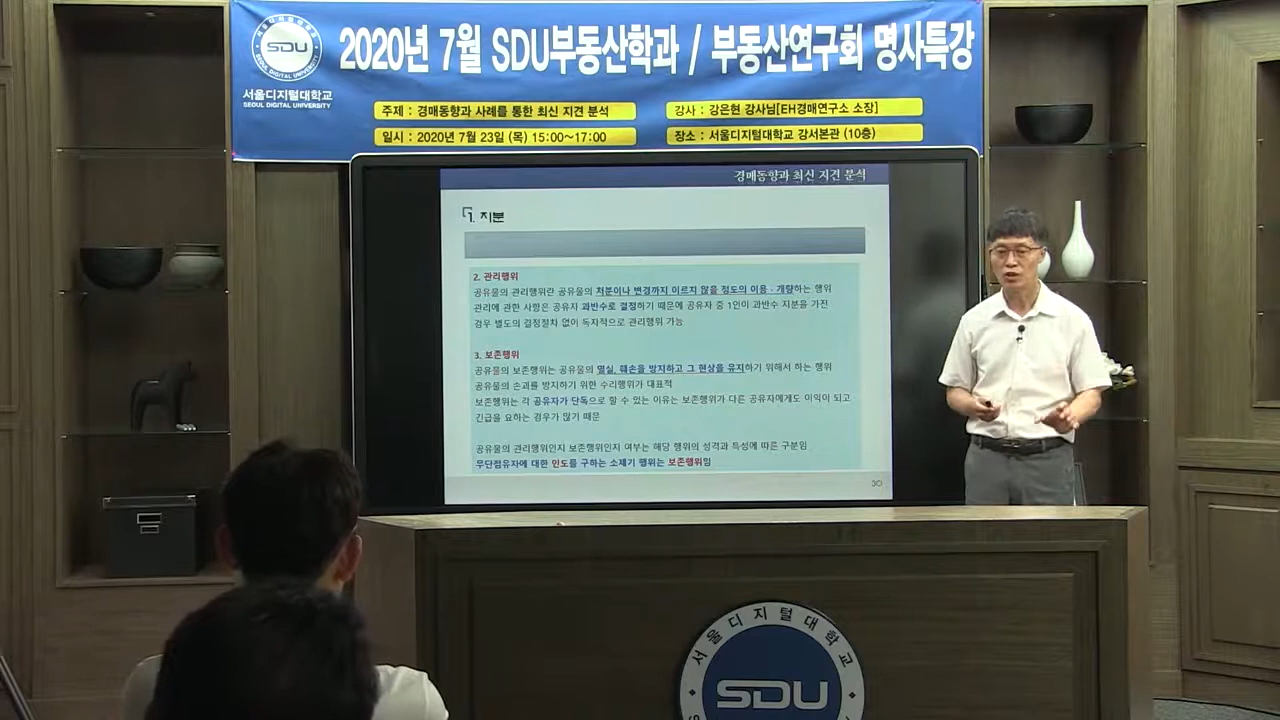 2020년 7월 SDU부동산학과 / 부동산연구회 명사특강
서울디지털대학교
SDU
SEOUL DIGITAL UNIVERSITY
서울디지털대학교
SEOUL DIGITAL UNIVERSITY
주제 : 경매동향과 사례를 통한 최신 지견 분석
강사 : 강은현 강사님[EH경매연구소 소장]
일시 : 2020년 7월 23일 (목) 15:00～17:00
장소 : 서울디지털대학교 강서본관 (10층)
경매동향과 최신 지견 분석
1. 지분
2. 관리행위
공유물의 관리행위란 공유물의 처분이나 변경까지 이르지 않을 정도의 이용·개량하는 행위
관리에 관한 사항은 공유자 과반수로 결정하기 때문에 공유자 중 1인이 과반수 지분을 가진
경우 별도의 결정절차 없이 독자적으로 관리행위 가능
3. 보존행위
공유물의 보존행위는 공유물의 멸실, 훼손을 방지하고 그 현상을 유지하기 위해서 하는 행위
공유물의 손괴를 방지하기 위한 수리행위가 대표적
보존행위는 각 공유자가 단독으로 할 수 있는 이유는 보존행위가 다른 공유자에게도 이익이 되고
긴급을 요하는 경우가 많기 때문
공유물의 관리행위인지 보존행위인지 여부는 해당 행위의 성격과 특성에 따른 구분임
무단점유자에 대한 인도를 구하는 소제기 행위는 보존행위임
30
서울디지털대학교
SDU